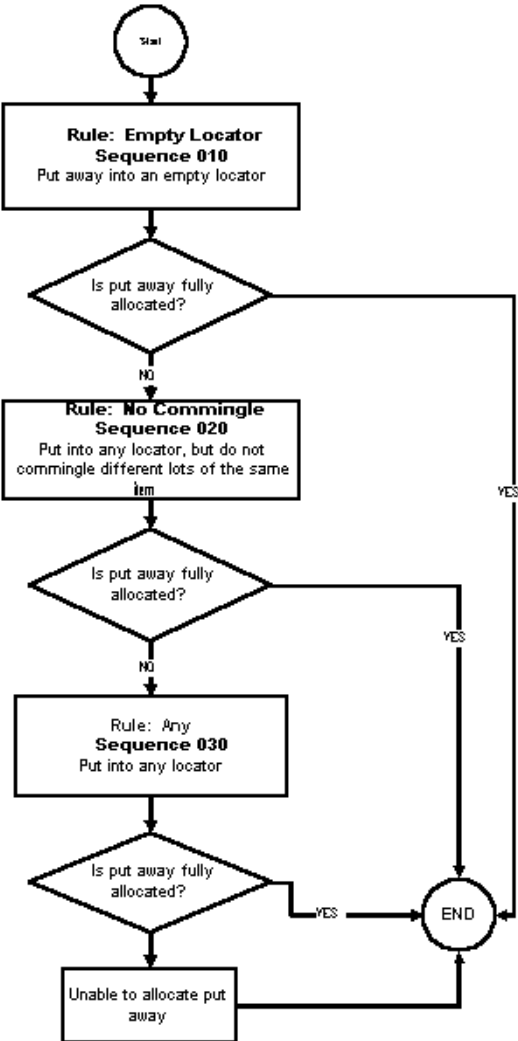 Start
Rule: Empty Locator
Sequence 010
Put away into an empty locator
Is put away fully
allocated?
NO
YES
Rule: No Commingle
Sequence 020
Put into any locator, but do not
commingle different lots of the same
item
Is put away fully
allocated?
YES
NO
Rule: Any
Sequence 030
Put into any locator
Is put away fully
allocated?
YES
END
Unable to allocate put
away